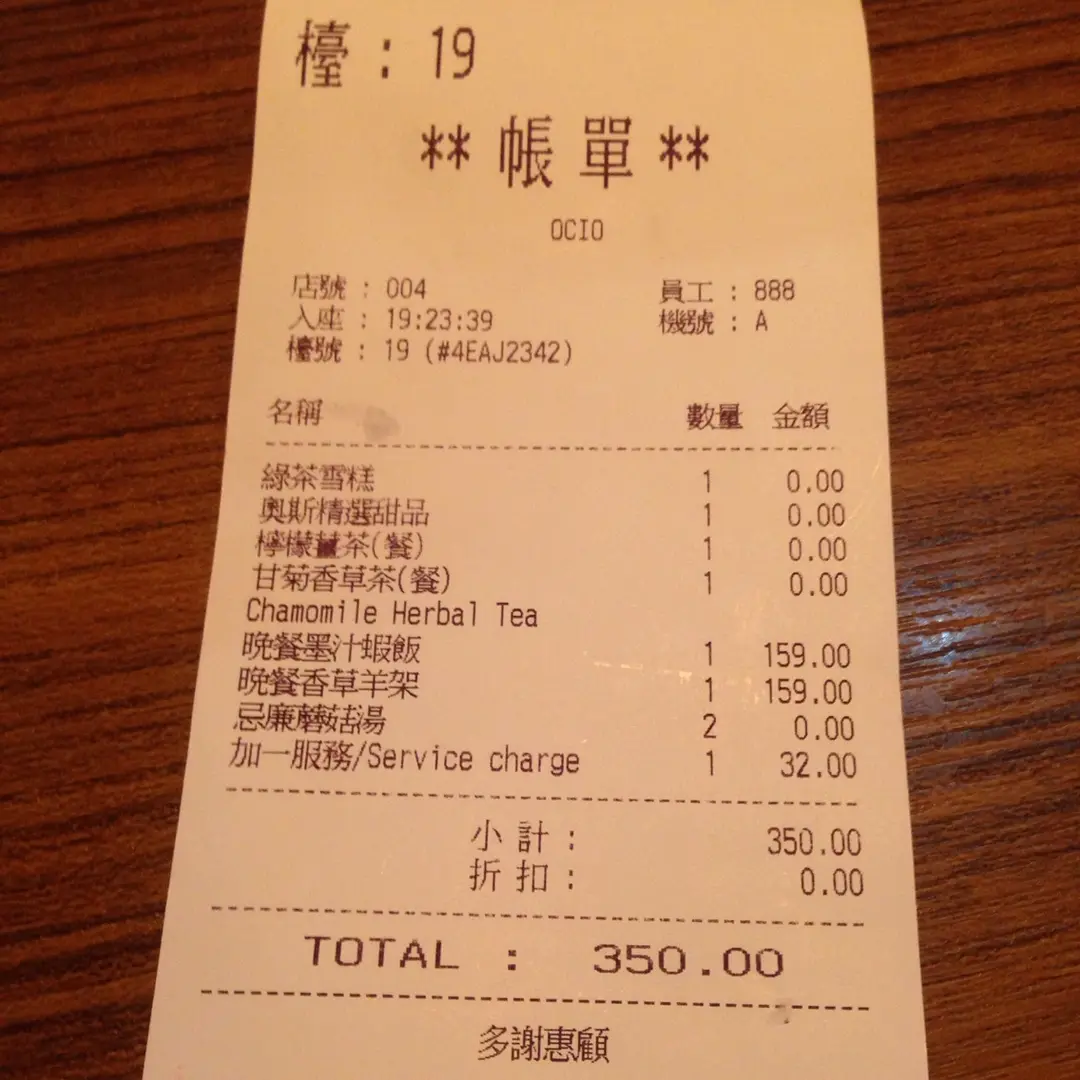 檯 : 19
** 帳 單 **
OCIO
店號 : 004 員工 : 888
入座 : 19:23:39 機號 : A
檯號 : 19 (#4EAJ2342)
名稱 數量 金額
綠茶雪糕 1 0.00
奧斯精選甜品 1 0.00
檸檬薑茶(餐) 1 0.00
甘菊香草茶(餐) 1 0.00
Chamomile Herbal Tea
晚餐墨汁蝦飯 1 159.00
晚餐香草羊架 1 159.00
忌廉蘑菇湯 2 0.00
加一服務/Service charge 1 32.00
小 計 : 350.00
折 扣 : 0.00
TOTAL : 350.00
多謝惠顧